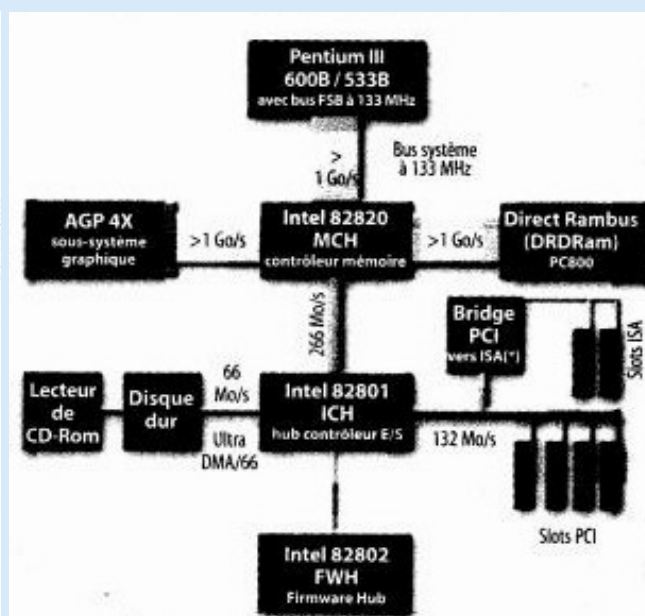 Pentium III
600B / 533B
avec bus FSB à 133 MHz
>
1 Go/s
Bus système
à 133 MHz
AGP 4X
sous-système
graphique
>1 Go/s
Intel 82820
MCH
contrôleur mémoire
>1 Go/s
Direct Rambus
(DRDRam)
PC800
266 Mo/s
Bridge
PCI
vers ISA(*)
Slots ISA
Lecteur
de
CD-Rom
Disque
dur
66
Mo/s
Ultra
DMA/66
Intel 82801
ICH
hub contrôleur E/S
132 Mo/s
Slots PCI
Intel 82802
FWH
Firmware Hub